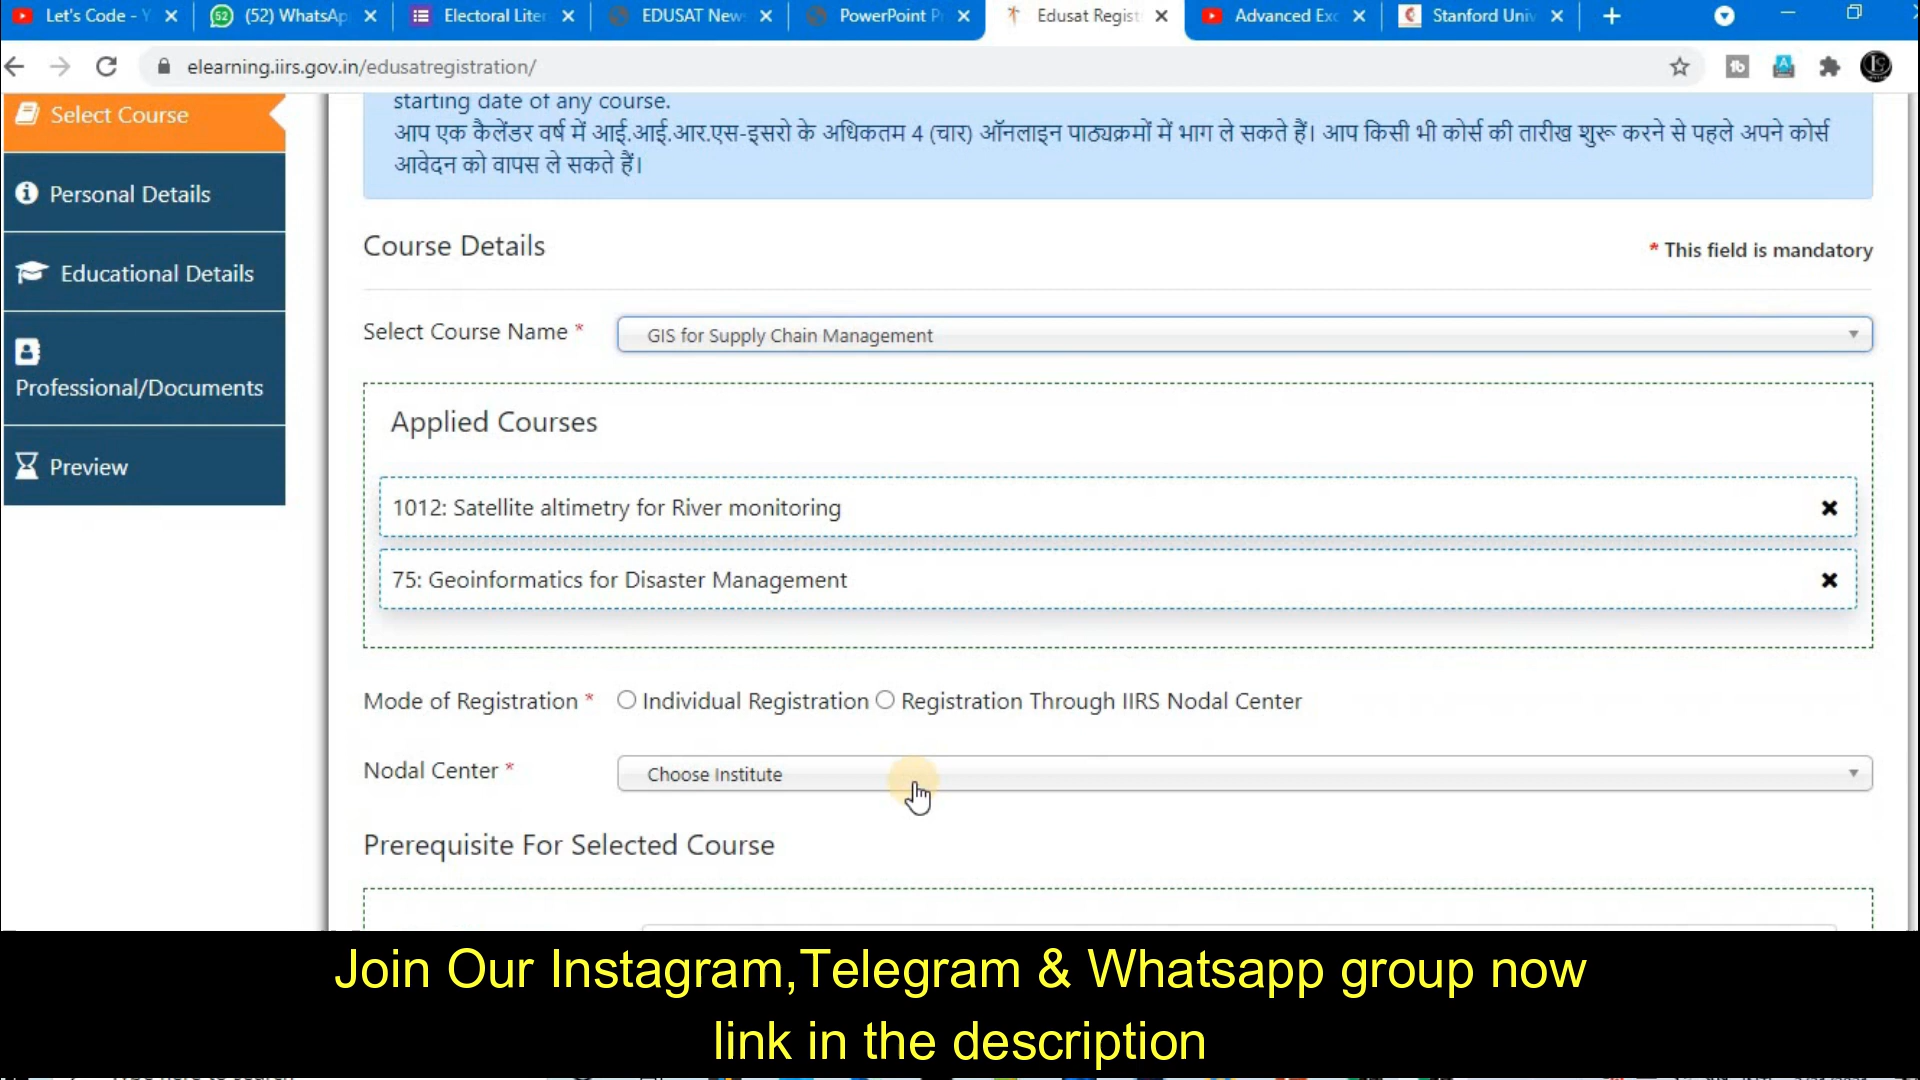 Let's Code - Y
52 (52) WhatsAp
Electoral Liter
EDUSAT New
PowerPoint P
Edusat Regist
Advanced Exc
Stanford Univ
elearning.iirs.gov.in/edusatregistration/
Select Course
Personal Details
Educational Details
Professional/Documents
Preview
starting date of any course.
आप एक कैलेंडर वर्ष में आई.आई.आर.एस-इसरो के अधिकतम 4 (चार) ऑनलाइन पाठ्यक्रमों में भाग ले सकते हैं। आप किसी भी कोर्स की तारीख शुरू करने से पहले अपने कोर्स
आवेदन को वापस ले सकते हैं।
Course Details
* This field is mandatory
Select Course Name *
GIS for Supply Chain Management
Applied Courses
1012: Satellite altimetry for River monitoring
75: Geoinformatics for Disaster Management
Mode of Registration * Individual Registration Registration Through IIRS Nodal Center
Nodal Center * Choose Institute
Prerequisite For Selected Course
Join Our Instagram,Telegram & Whatsapp group now
link in the description